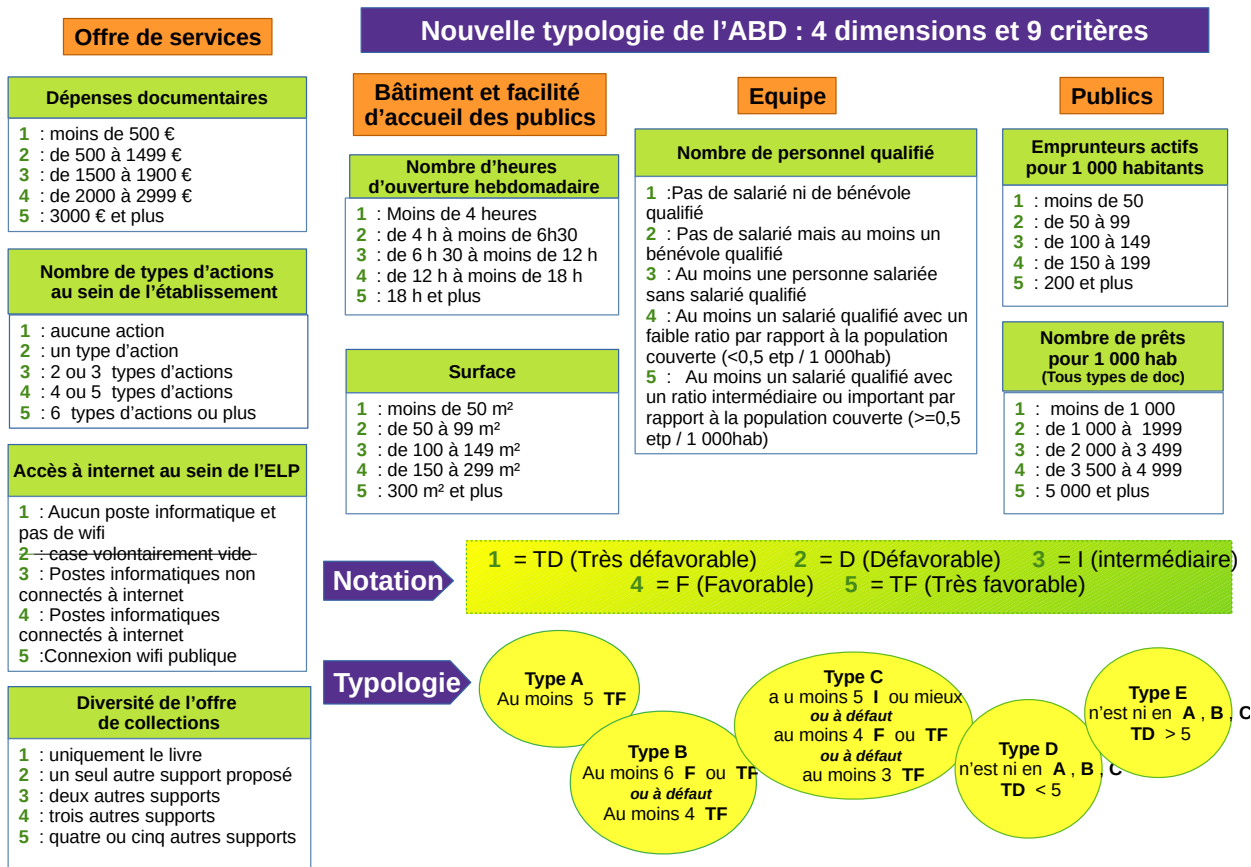 Nouvelle typologie de l’ABD : 4 dimensions et 9 critères
Offre de services
Dépenses documentaires
1 : moins de 500 €
2 : de 500 à 1499 €
3 : de 1500 à 1900 €
4 : de 2000 à 2999 €
5 : 3000 € et plus
Nombre de types d’actions
au sein de l’établissement
1 : aucune action
2 : un type d’action
3 : 2 ou 3 types d’actions
4 : 4 ou 5 types d’actions
5 : 6 types d’actions ou plus
Accès à internet au sein de l’ELP
1 : Aucun poste informatique et
pas de wifi
2 : case volontairement vide
3 : Postes informatiques non
connectés à internet
4 : Postes informatiques
connectés à internet
5 :Connexion wifi publique
Diversité de l’offre
de collections
1 : uniquement le livre
2 : un seul autre support proposé
3 : deux autres supports
4 : trois autres supports
5 : quatre ou cinq autres supports
Bâtiment et facilité
d’accueil des publics
Nombre d’heures
d’ouverture hebdomadaire
1 : Moins de 4 heures
2 : de 4 h à moins de 6h30
3 : de 6 h 30 à moins de 12 h
4 : de 12 h à moins de 18 h
5 : 18 h et plus
Surface
1 : moins de 50 m²
2 : de 50 à 99 m²
3 : de 100 à 149 m²
4 : de 150 à 299 m²
5 : 300 m² et plus
Equipe
Nombre de personnel qualifié
1 :Pas de salarié ni de bénévole
qualifié
2 : Pas de salarié mais au moins un
bénévole qualifié
3 : Au moins une personne salariée
sans salarié qualifié
4 : Au moins un salarié qualifié avec un
faible ratio par rapport à la population
couverte (<0,5 etp / 1 000hab)
5 : Au moins un salarié qualifié avec
un ratio intermédiaire ou important par
rapport à la population couverte (>=0,5
etp / 1 000hab)
Publics
Emprunteurs actifs
pour 1 000 habitants
1 : moins de 50
2 : de 50 à 99
3 : de 100 à 149
4 : de 150 à 199
5 : 200 et plus
Nombre de prêts
pour 1 000 hab
(Tous types de doc)
1 : moins de 1 000
2 : de 1 000 à 1999
3 : de 2 000 à 3 499
4 : de 3 500 à 4 999
5 : 5 000 et plus
Notation
1 = TD (Très défavorable) 2 = D (Défavorable) 3 = I (intermédiaire)
4 = F (Favorable) 5 = TF (Très favorable)
Typologie
Type A
Au moins 5 TF
Type B
Au moins 6 F ou TF
ou à défaut
Au moins 4 TF
Type C
a u moins 5 I ou mieux
ou à défaut
au moins 4 F ou TF
ou à défaut
au moins 3 TF
Type D
n’est ni en A , B , C
TD < 5
Type E
n’est ni en A , B , C
TD > 5